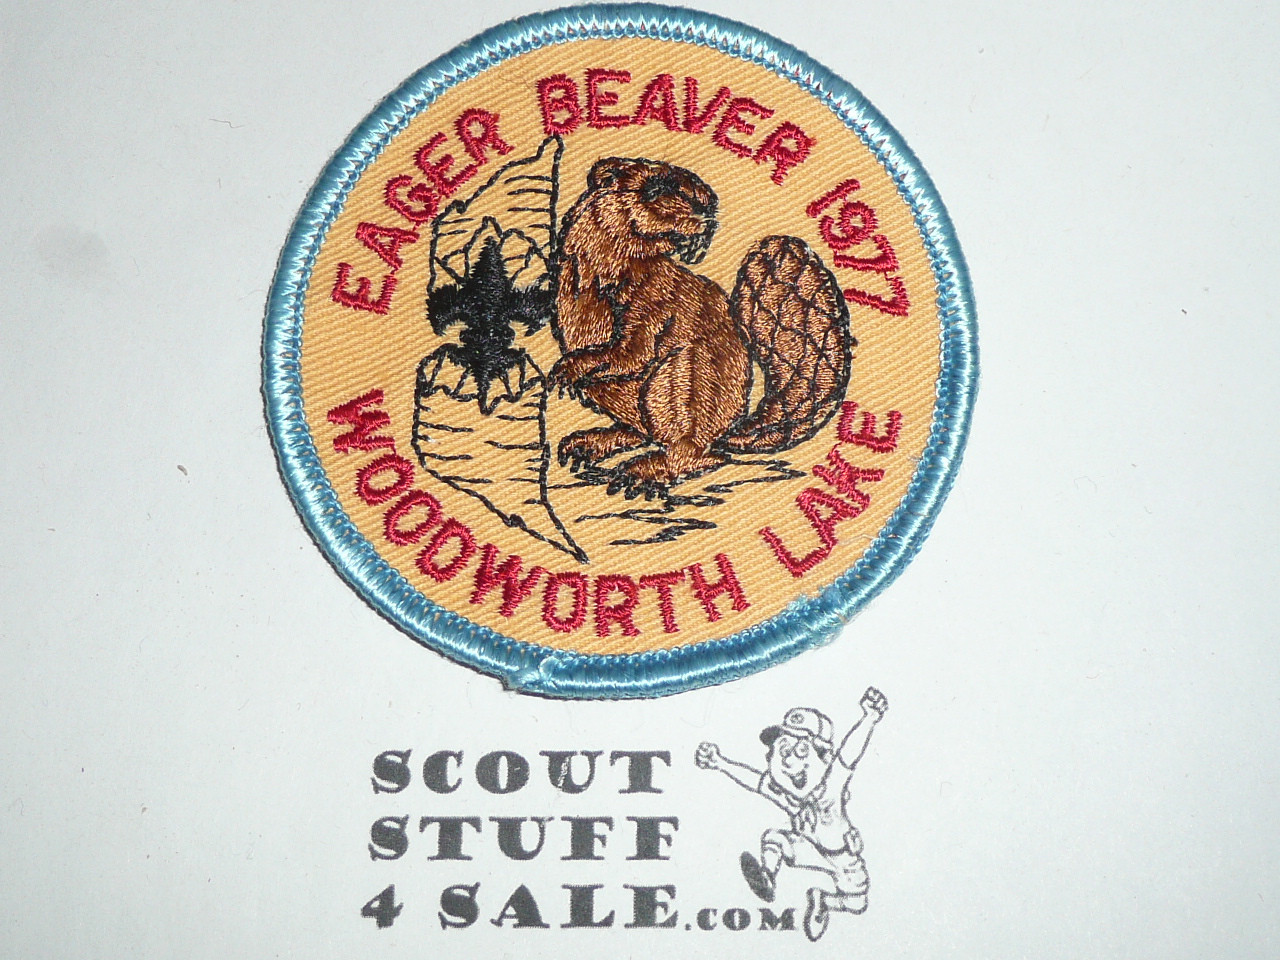 EAGER BEAVER 1977
WOODWORTH LAKE
SCOUT
STUFF
4 SALE.COM